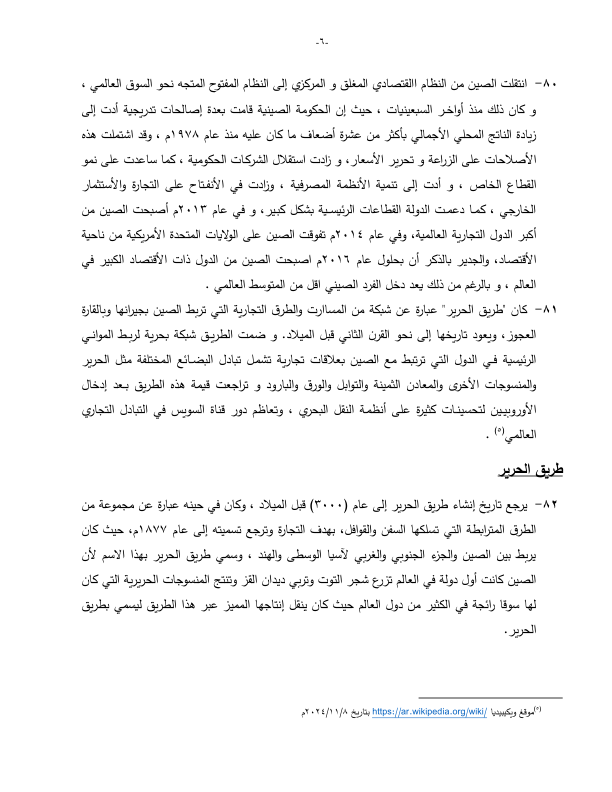 -٦-
٨٠- انتقلت الصين من النظام االقتصادي المغلق و المركزي إلى النظام المفتوح المتجه نحو السوق العالمي ،
و كان ذلك منذ أواخر السبعينيات ، حيث إن الحكومة الصينية قامت بعدة إصالحات تدريجية أدت إلى
زيادة الناتج المحلي الأجمالي بأكثر من عشرة أضعاف ما كان عليه منذ عام ١٩٧٨م ، وقد اشتملت هذه
الأصلاحات على الزراعة و تحرير الأسعار، و زادت استقلال الشركات الحكومية ، كما ساعدت على نمو
القطاع الخاص ، و أدت إلى تنمية الأنظمة المصرفية ، وزادت في الأنفتاح على التجارة والأستثمار
الخارجي ، كما دعمت الدولة القطاعات الرئيسية بشكل كبير، و في عام ٢٠١٣م أصبحت الصين من
أكبر الدول التجارية العالمية، وفي عام ٢٠١٤م تفوقت الصين على الولايات المتحدة الأمريكية من ناحية
الأقتصاد، والجدير بالذكر أن بحلول عام ٢٠١٦م اصبحت الصين من الدول ذات الأقتصاد الكبير في
العالم ، و بالرغم من ذلك يعد دخل الفرد الصيني اقل من المتوسط العالمي .
٨١- كان "طريق الحرير" عبارة عن شبكة من المسارات والطرق التجارية التي تربط الصين بجيرانها وبالقارة
العجوز، ويعود تاريخها إلى نحو القرن الثاني قبل الميلاد. و ضمت الطريق شبكة بحرية لربط المواني
الرئيسية في الدول التي ترتبط مع الصين بعلاقات تجارية تشمل تبادل البضائع المختلفة مثل الحرير
والمنسوجات الأخرى والمعادن الثمينة والتوابل والورق والبارود و تراجعت قيمة هذه الطريق بعد إدخال
الأوروبيين لتحسينات كثيرة على أنظمة النقل البحري ، وتعاظم دور قناة السويس في التبادل التجاري
العالمي(٥) .
طريق الحرير
٨٢- يرجع تاريخ إنشاء طريق الحرير إلى عام (٣٠٠٠) قبل الميلاد ، وكان في حينه عبارة عن مجموعة من
الطرق المترابطة التي تسلكها السفن والقوافل، بهدف التجارة وترجع تسميته إلى عام ١٨٧٧م، حيث كان
يربط بين الصين والجزء الجنوبي والغربي لآسيا الوسطى والهند ، وسمي طريق الحرير بهذا الاسم لأن
الصين كانت أول دولة في العالم تزرع شجر التوت وتربي ديدان القز وتنتج المنسوجات الحريرية التي كان
لها سوقا رائجة في الكثير من دول العالم حيث كان ينقل إنتاجها المميز عبر هذا الطريق ليسمي بطريق
الحرير.
(٥)موقع ويكيبيديا https://ar.wikipedia.org/wiki/ بتاريخ ٢٠٢٤/١١/٨م